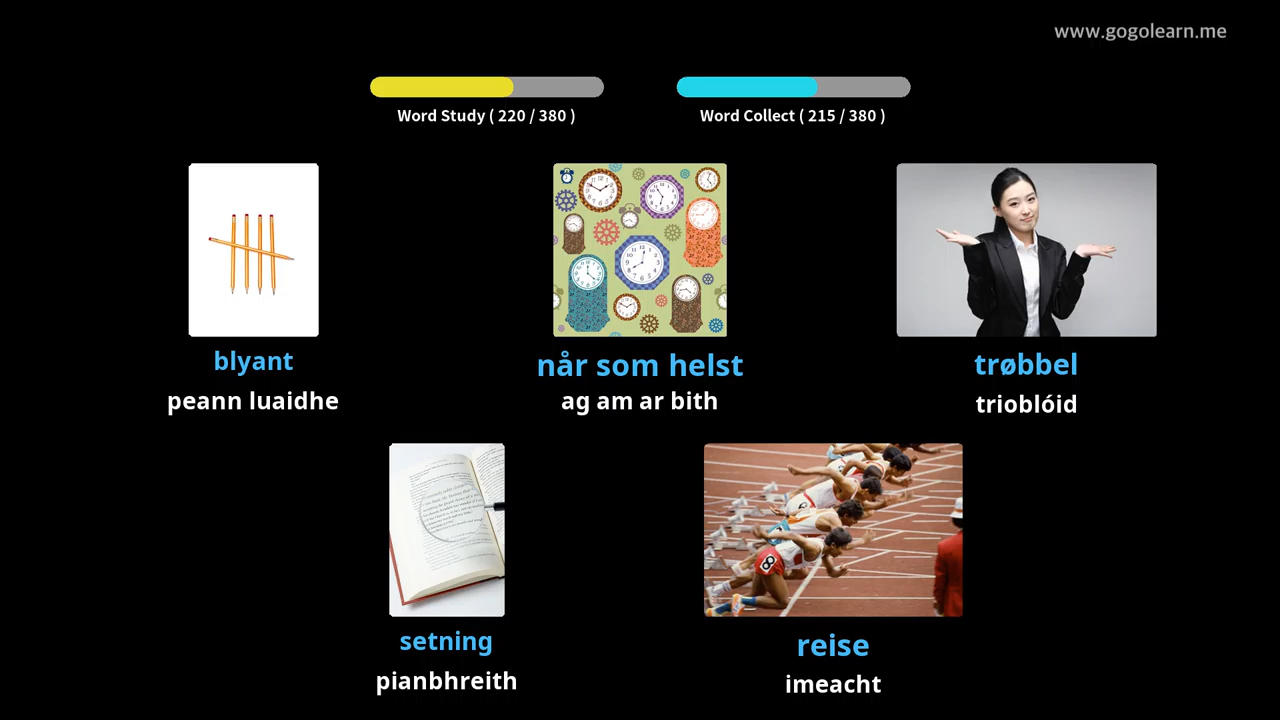 www.gogolearn.me
Word Study ( 220 / 380 )
Word Collect ( 215 / 380 )
blyant
peann luaidhe
når som helst
ag am ar bith
trøbbel
trioblóid
setning
pianbhreith
reise
imeacht